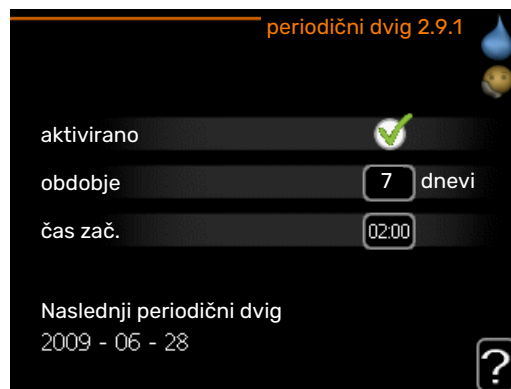 periodični dvig 2.9.1
aktivirano
obdobje 7 dnevi
čas zač. 02:00
Naslednji periodični dvig
2009 - 06 - 28
?